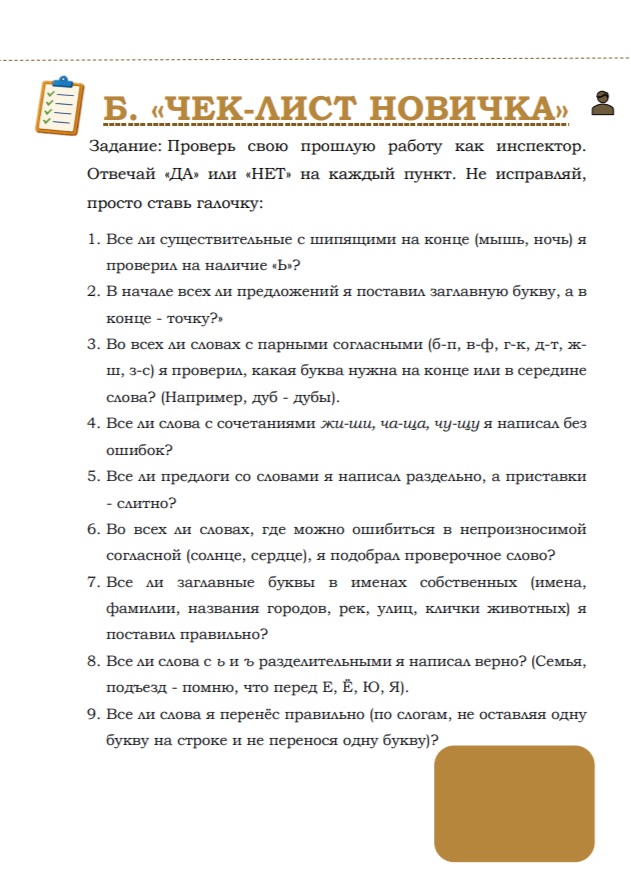 Б. «ЧЕК-ЛИСТ НОВИЧКА»
Задание: Проверь свою прошлую работу как инспектор.
Отвечай «ДА» или «НЕТ» на каждый пункт. Не исправляй,
просто ставь галочку:
1. Все ли существительные с шипящими на конце (мышь, ночь) я
проверил на наличие «Ь»?
2. В начале всех ли предложений я поставил заглавную букву, а в
конце - точку?»
3. Во всех ли словах с парными согласными (б-п, в-ф, г-к, д-т, ж-
ш, з-с) я проверил, какая буква нужна на конце или в середине
слова? (Например, дуб - дубы).
4. Все ли слова с сочетаниями жи-ши, ча-ща, чу-щу я написал без
ошибок?
5. Все ли предлоги со словами я написал раздельно, а приставки
- слитно?
6. Во всех ли словах, где можно ошибиться в непроизносимой
согласной (солнце, сердце), я подобрал проверочное слово?
7. Все ли заглавные буквы в именах собственных (имена,
фамилии, названия городов, рек, улиц, клички животных) я
поставил правильно?
8. Все ли слова с ь и ъ разделительными я написал верно? (Семья,
подъезд - помню, что перед Е, Ё, Ю, Я).
9. Все ли слова я перенёс правильно (по слогам, не оставляя одну
букву на строке и не перенося одну букву)?